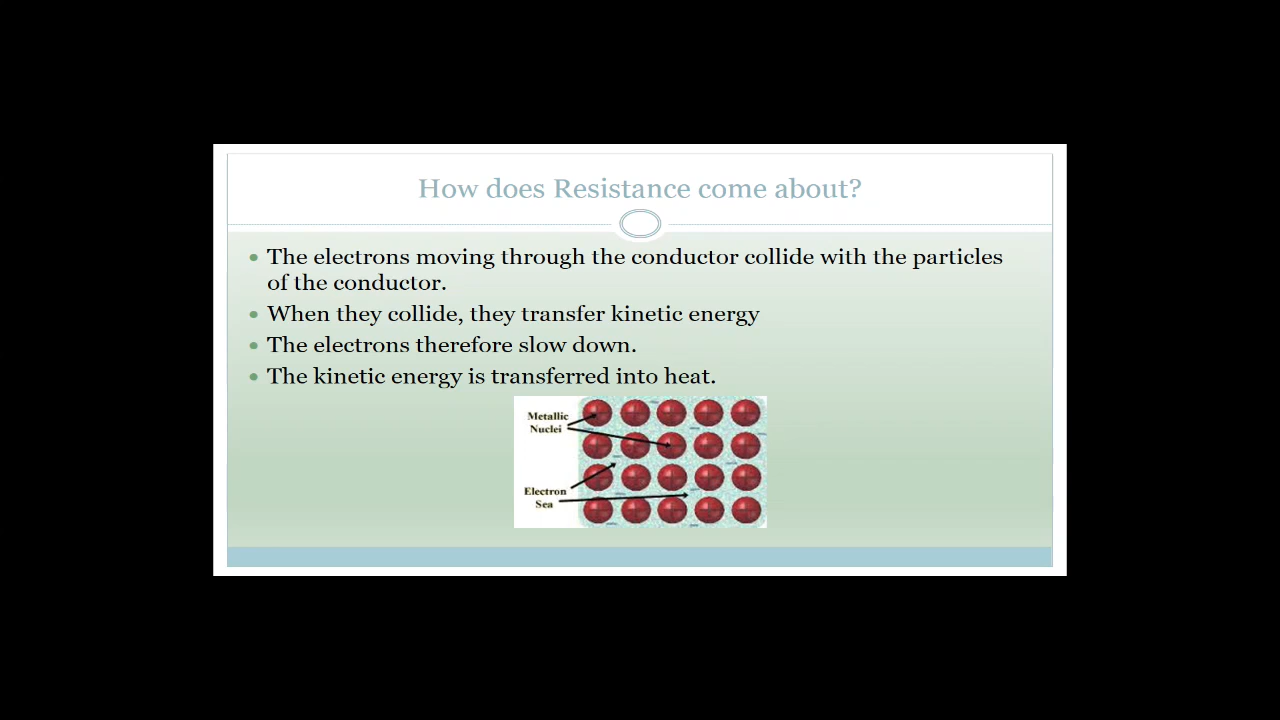 How does Resistance come about?
The electrons moving through the conductor collide with the particles
of the conductor.
When they collide, they transfer kinetic energy
The electrons therefore slow down.
The kinetic energy is transferred into heat.
Metallic
Nuclei
Electron
Sea